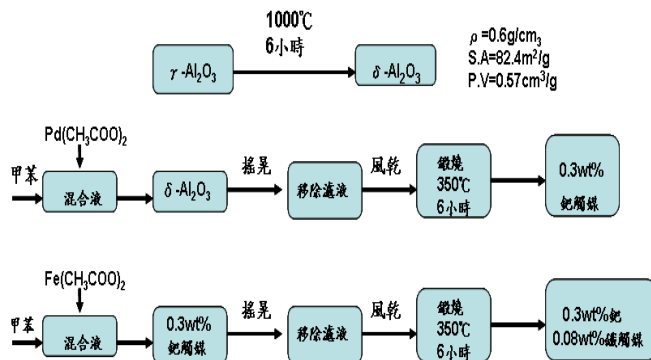 1000℃
6小時
γ-Al₂O₃
δ-Al₂O₃
ρ=0.6g/cm₃
S.A=82.4m²/g
P.V=0.57cm³/g
Pd(CH₃COO)₂
甲苯
混合液
δ-Al₂O₃
搖晃
移除濾液
風乾
鍛燒
350℃
6小時
0.3wt%
鈀觸媒
Fe(CH₃COO)₂
甲苯
混合液
0.3wt%
鈀觸媒
搖晃
移除濾液
風乾
鍛燒
350℃
6小時
0.3wt%鈀
0.08wt%鐵觸媒